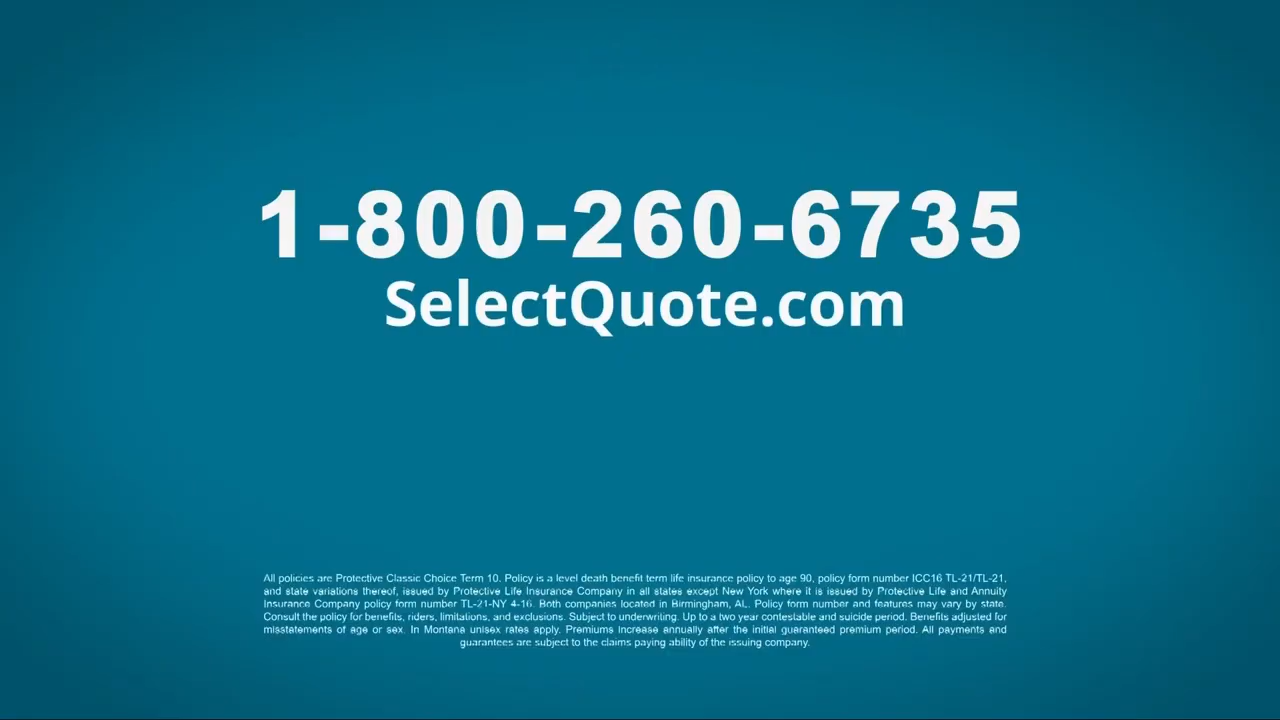 1-800-260-6735
SelectQuote.com
All policies are Protective Classic Choice Term 10. Policy is a level death benefit term life insurance policy to age 90, policy form number ICC16 TL-21/TL-21,
and state variations thereof, issued by Protective Life Insurance Company in all states except New York where it is issued by Protective Life and Annuity
Insurance Company policy form number TL-21-NY 4-16. Both companies located in Birmingham, AL. Policy form number and features may vary by state.
Consult the policy for benefits, riders, limitations, and exclusions. Subject to underwriting. Up to a two year contestable and suicide period. Benefits adjusted for
misstatements of age or sex. In Montana unisex rates apply. Premiums increase annually after the initial guaranteed premium period. All payments and
guarantees are subject to the claims paying ability of the issuing company.